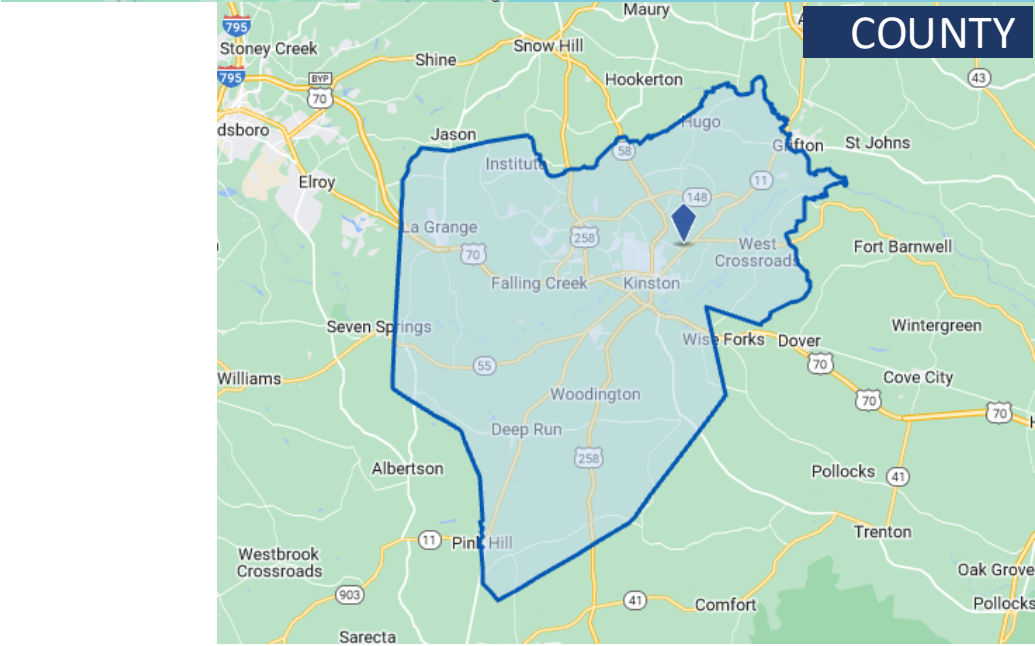 Maury
COUNTY
795
Stoney Creek
Snow Hill
Shine
795
BYP
70
Hookerton
43
dsboro
Jason
Hugo
Grifton
St Johns
58
Institute
Elroy
11
148
La Grange
258
70
West
Crossroads
Fort Barnwell
Falling Creek
Kinston
Seven Springs
Wise Forks
Dover
Wintergreen
55
70
Williams
Cove City
Woodington
70
70
Deep Run
258
Albertson
Pollocks
41
11
Pink Hill
Trenton
Westbrook
Crossroads
Oak Grove
903
41
Comfort
Pollocks
Sarecta